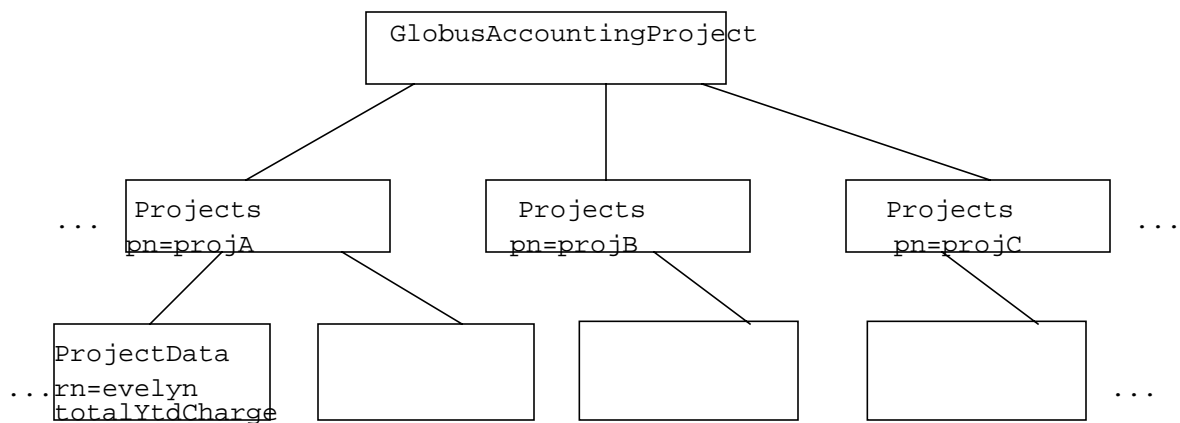 GlobusAccountingProject
... Projects Projects Projects ...
pn=projA pn=projB pn=projC
ProjectData
...rn=evelyn ...
totalYtdCharge